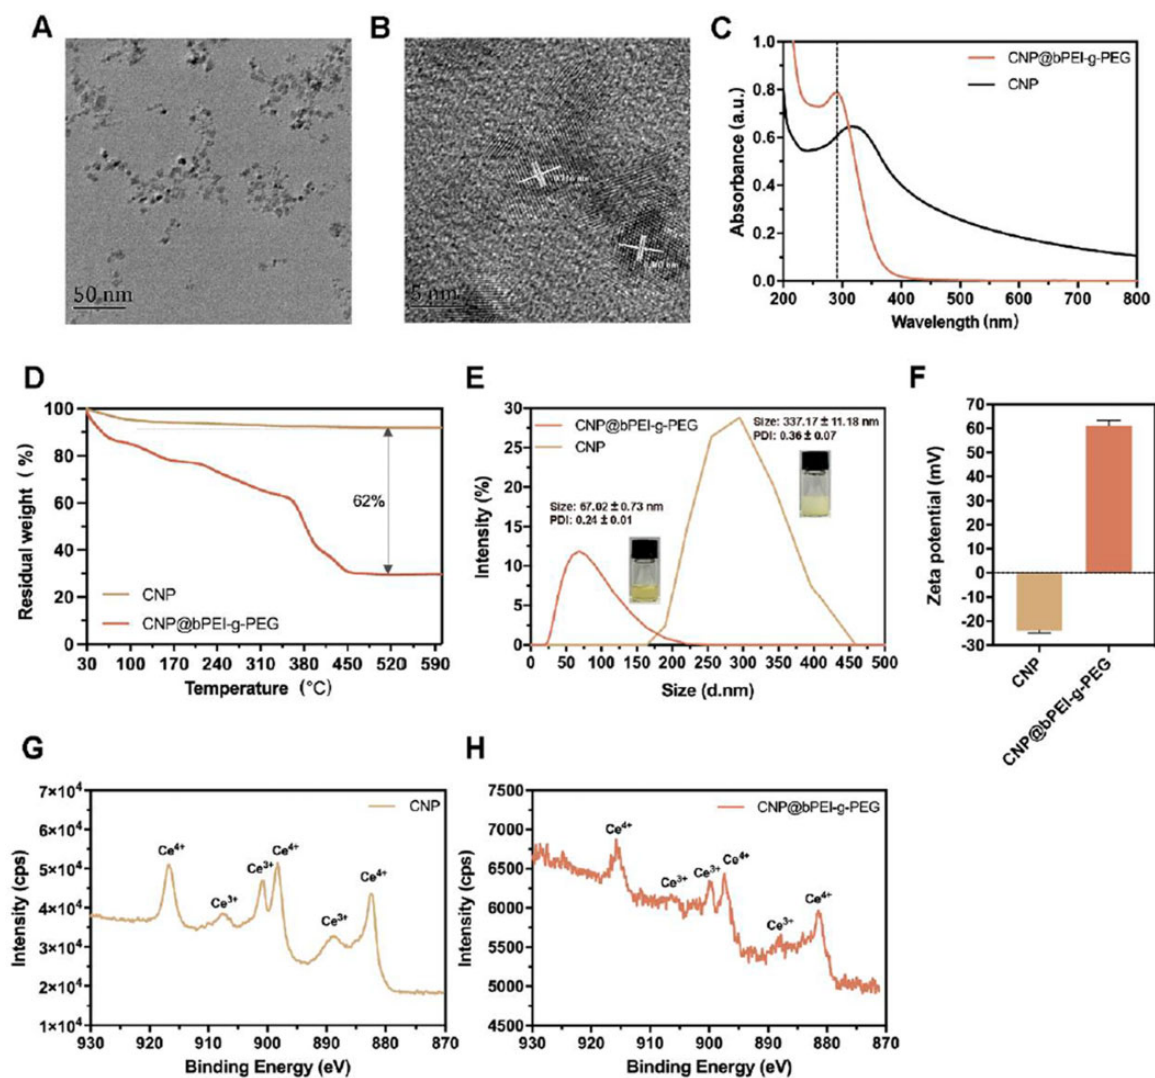 A
50 nm
B
5 nm
C
Absorbance (a.u.)
1.0
0.8
0.6
0.4
0.2
0.0
CNP@bPEI-g-PEG
CNP
200 300 400 500 600 700 800
Wavelength (nm)
D
Residual weight ( %)
100
80
60
40
20
0
62%
CNP
CNP@bPEI-g-PEG
30 100 170 240 310 380 450 520 590
Temperature (°C)
E
Intensity (%)
30
25
20
15
10
5
0
CNP@bPEI-g-PEG
CNP
Size: 337.17 ± 11.18 nm
PDI: 0.36 ± 0.07
Size: 67.02 ± 0.73 nm
PDI: 0.24 ± 0.01
0 50 100 150 200 250 300 350 400 450 500
Size (d.nm)
F
Zeta potential (mV)
70
60
50
40
30
20
10
0
-10
-20
-30
CNP
CNP@bPEI-g-PEG
G
Intensity (cps)
7×10⁴
6×10⁴
5×10⁴
4×10⁴
3×10⁴
2×10⁴
1×10⁴
CNP
Ce⁴⁺
Ce³⁺
Ce³⁺
Ce⁴⁺
Ce³⁺
Ce⁴⁺
930 920 910 900 890 880 870
Binding Energy (eV)
H
Intensity (cps)
7500
7000
6500
6000
5500
5000
4500
CNP@bPEI-g-PEG
Ce⁴⁺
Ce³⁺
Ce³⁺
Ce⁴⁺
Ce³⁺
Ce⁴⁺
930 920 910 900 890 880 870
Binding Energy (eV)